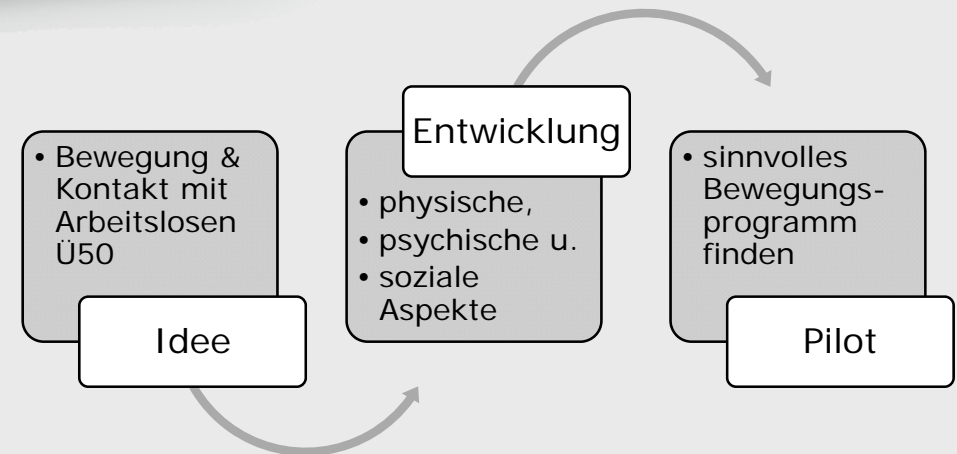 • Bewegung &
Kontakt mit
Arbeitslosen
Ü50
Idee
Entwicklung
• physische,
• psychische u.
• soziale
Aspekte
• sinnvolles
Bewegungs-
programm
finden
Pilot